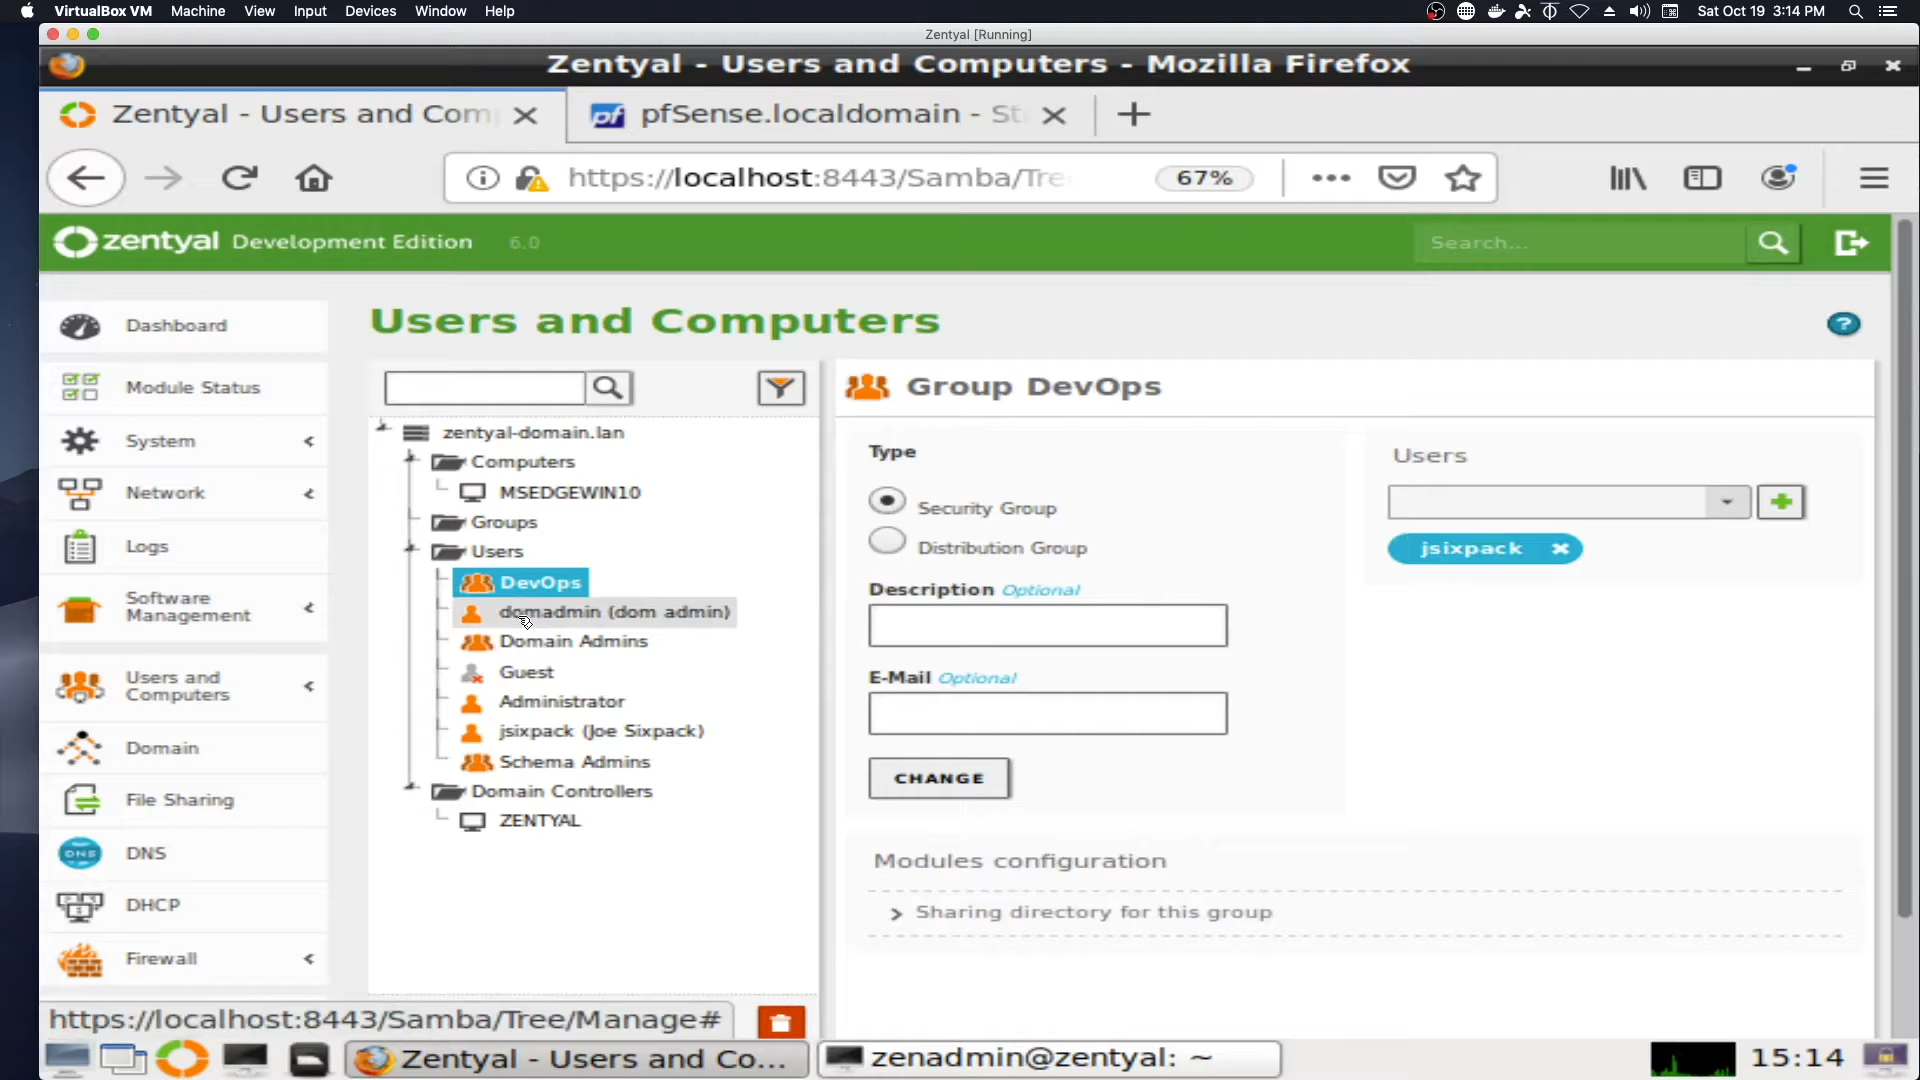 VirtualBox VM Machine View Input Devices Window Help Sat Oct 19 3:14 PM
Zentyal [Running]
Zentyal - Users and Computers - Mozilla Firefox
Zentyal - Users and Com
pf pfSense.localdomain - St
https://localhost:8443/Samba/Tre 67%
zentyal Development Edition 6.0 Search...
Dashboard
Module Status
System
Network
Logs
Software
Management
Users and
Computers
Domain
File Sharing
DNS DNS
DHCP
Firewall
Users and Computers
?
zentyal-domain.lan
Computers
MSEDGEWIN10
Groups
Users
DevOps
domadmin (dom admin)
Domain Admins
Guest
Administrator
jsixpack (Joe Sixpack)
Schema Admins
Domain Controllers
ZENTYAL
Group DevOps
Type
Security Group
Distribution Group
Description Optional
E-Mail Optional
CHANGE
Users
jsixpack
Modules configuration
Sharing directory for this group
https://localhost:8443/Samba/Tree/Manage#
Zentyal - Users and Co... zenadmin@zentyal: ~ 15:14